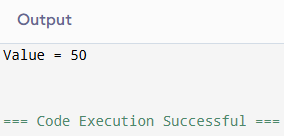 Output
Value = 50
=== Code Execution Successful ===